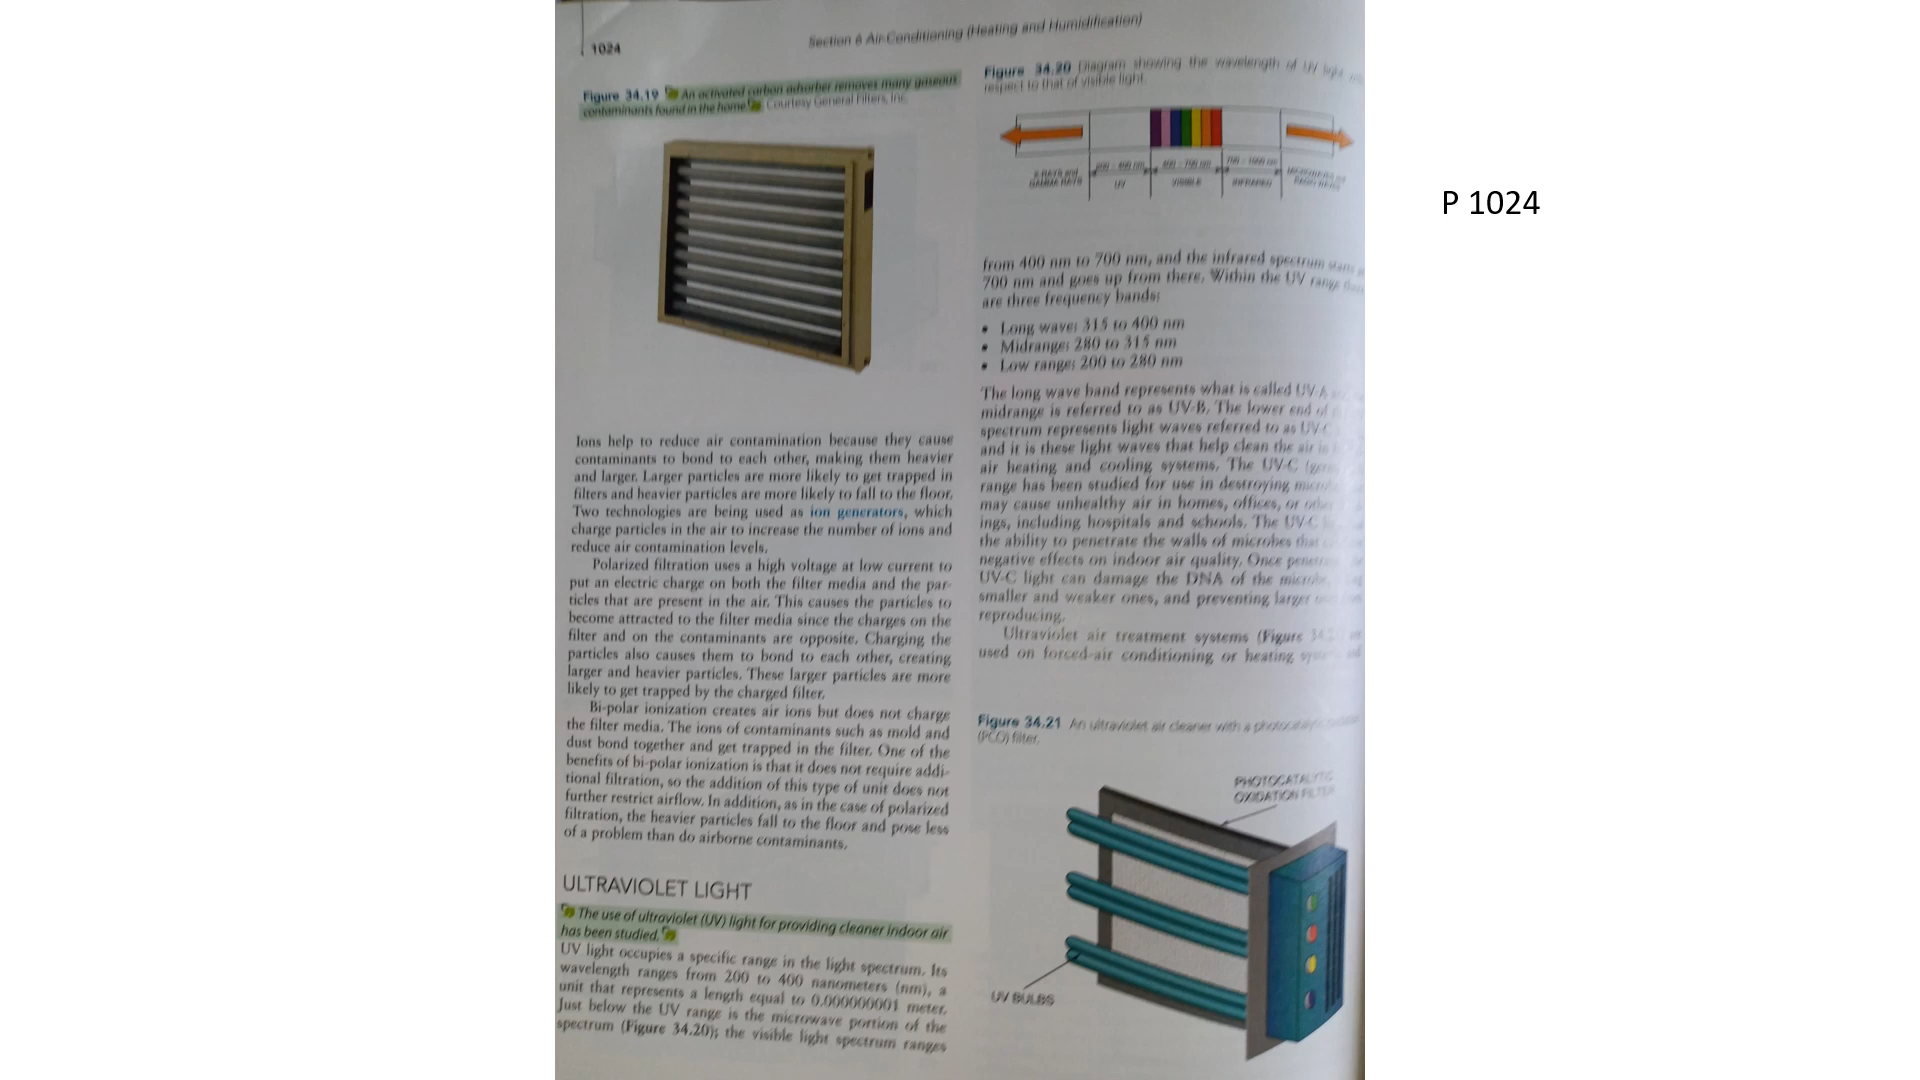 1024
Section 6 Air-Conditioning (Heating and Humidification)
Figure 34.19 An activated carbon adsorber removes many gaseous
contaminants found in the home. Courtesy General Filters, Inc.
Ions help to reduce air contamination because they cause
contaminants to bond to each other, making them heavier
and larger. Larger particles are more likely to get trapped in
filters and heavier particles are more likely to fall to the floor.
Two technologies are being used as ion generators, which
charge particles in the air to increase the number of ions and
reduce air contamination levels.
Polarized filtration uses a high voltage at low current to
put an electric charge on both the filter media and the par-
ticles that are present in the air. This causes the particles to
become attracted to the filter media since the charges on the
filter and on the contaminants are opposite. Charging the
particles also causes them to bond to each other, creating
larger and heavier particles. These larger particles are more
likely to get trapped by the charged filter.
Bi-polar ionization creates air ions but does not charge
the filter media. The ions of contaminants such as mold and
dust bond together and get trapped in the filter. One of the
benefits of bi-polar ionization is that it does not require addi-
tional filtration, so the addition of this type of unit does not
further restrict airflow. In addition, as in the case of polarized
filtration, the heavier particles fall to the floor and pose less
of a problem than do airborne contaminants.
ULTRAVIOLET LIGHT
The use of ultraviolet (UV) light for providing cleaner indoor air
has been studied.
UV light occupies a specific range in the light spectrum. Its
wavelength ranges from 200 to 400 nanometers (nm), a
unit that represents a length equal to 0.000000001 meter.
Just below the UV range is the microwave portion of the
spectrum (Figure 34.20); the visible light spectrum ranges
Figure 34.20 Diagram showing the wavelength of UV light
respect to that of visible light.
200 – 400 nm 400 – 700 nm
X-RAYS and
GAMMA RAYS
UV VISIBLE INFRARED
from 400 nm to 700 nm, and the infrared spectrum starts
700 nm and goes up from there. Within the UV range
are three frequency bands:
• Long wave: 315 to 400 nm
• Midrange: 280 to 315 nm
• Low range: 200 to 280 nm
The long wave band represents what is called UV-A
midrange is referred to as UV-B. The lower end of
spectrum represents light waves referred to as UV-C
and it is these light waves that help clean the air in
air heating and cooling systems. The UV-C
range has been studied for use in destroying
may cause unhealthy air in homes, offices, or
ings, including hospitals and schools. The UV-C
the ability to penetrate the walls of microbes that
negative effects on indoor air quality. Once
UV-C light can damage the DNA of the
smaller and weaker ones, and preventing larger
reproducing.
Ultraviolet air treatment systems (Figure
used on forced-air conditioning or heating
Figure 34.21 An ultraviolet air cleaner with a
(PCO) filter.
PHOTOCATALYTIC
OXIDATION FILTER
UV BULBS
P 1024